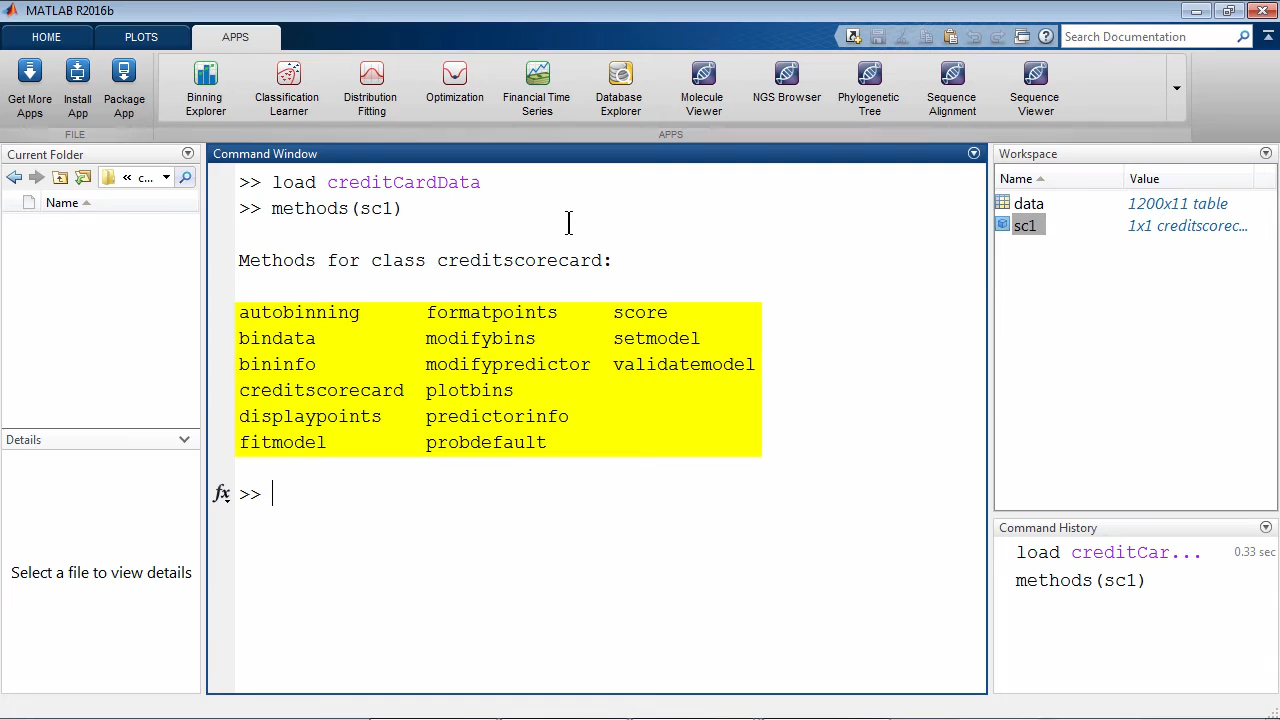 MATLAB R2016b
HOME PLOTS APPS
Search Documentation
Get More Apps
Install App
Package App
Binning Explorer
Classification Learner
Distribution Fitting
Optimization
Financial Time Series
Database Explorer
Molecule Viewer
NGS Browser
Phylogenetic Tree
Sequence Alignment
Sequence Viewer
FILE
APPS
Current Folder
« c...
Name
Details
Select a file to view details
Command Window
>> load creditCardData
>> methods(sc1)
Methods for class creditscorecard:
autobinning formatpoints score
bindata modifybins setmodel
bininfo modifypredictor validatemodel
creditscorecard plotbins
displaypoints predictorinfo
fitmodel probdefault
fx >>
Workspace
Name Value
data 1200x11 table
sc1 1x1 creditscorec...
Command History
load creditCar... 0.33 sec
methods(sc1)